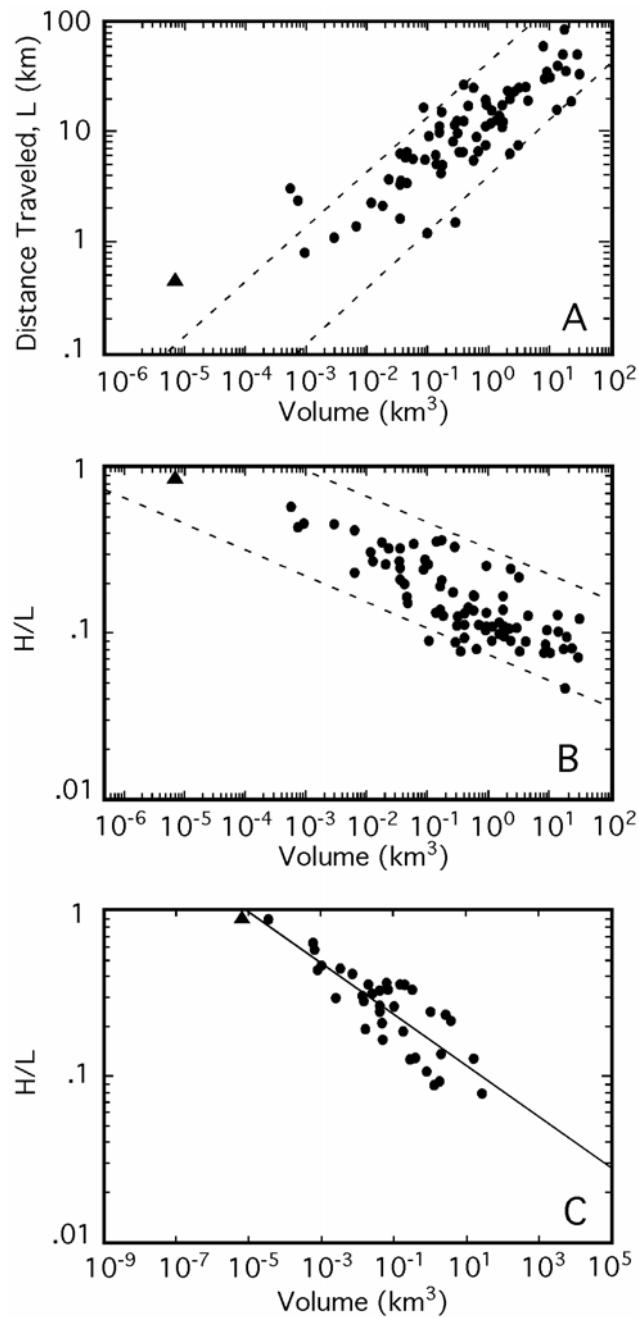 100
10
1
.1
Distance Traveled, L (km)
A
10⁻⁶ 10⁻⁵ 10⁻⁴ 10⁻³ 10⁻² 10⁻¹ 10⁰ 10¹ 10²
Volume (km³)
1
.1
.01
H/L
B
10⁻⁶ 10⁻⁵ 10⁻⁴ 10⁻³ 10⁻² 10⁻¹ 10⁰ 10¹ 10²
Volume (km³)
1
.1
.01
H/L
C
10⁻⁹ 10⁻⁷ 10⁻⁵ 10⁻³ 10⁻¹ 10¹ 10³ 10⁵
Volume (km³)